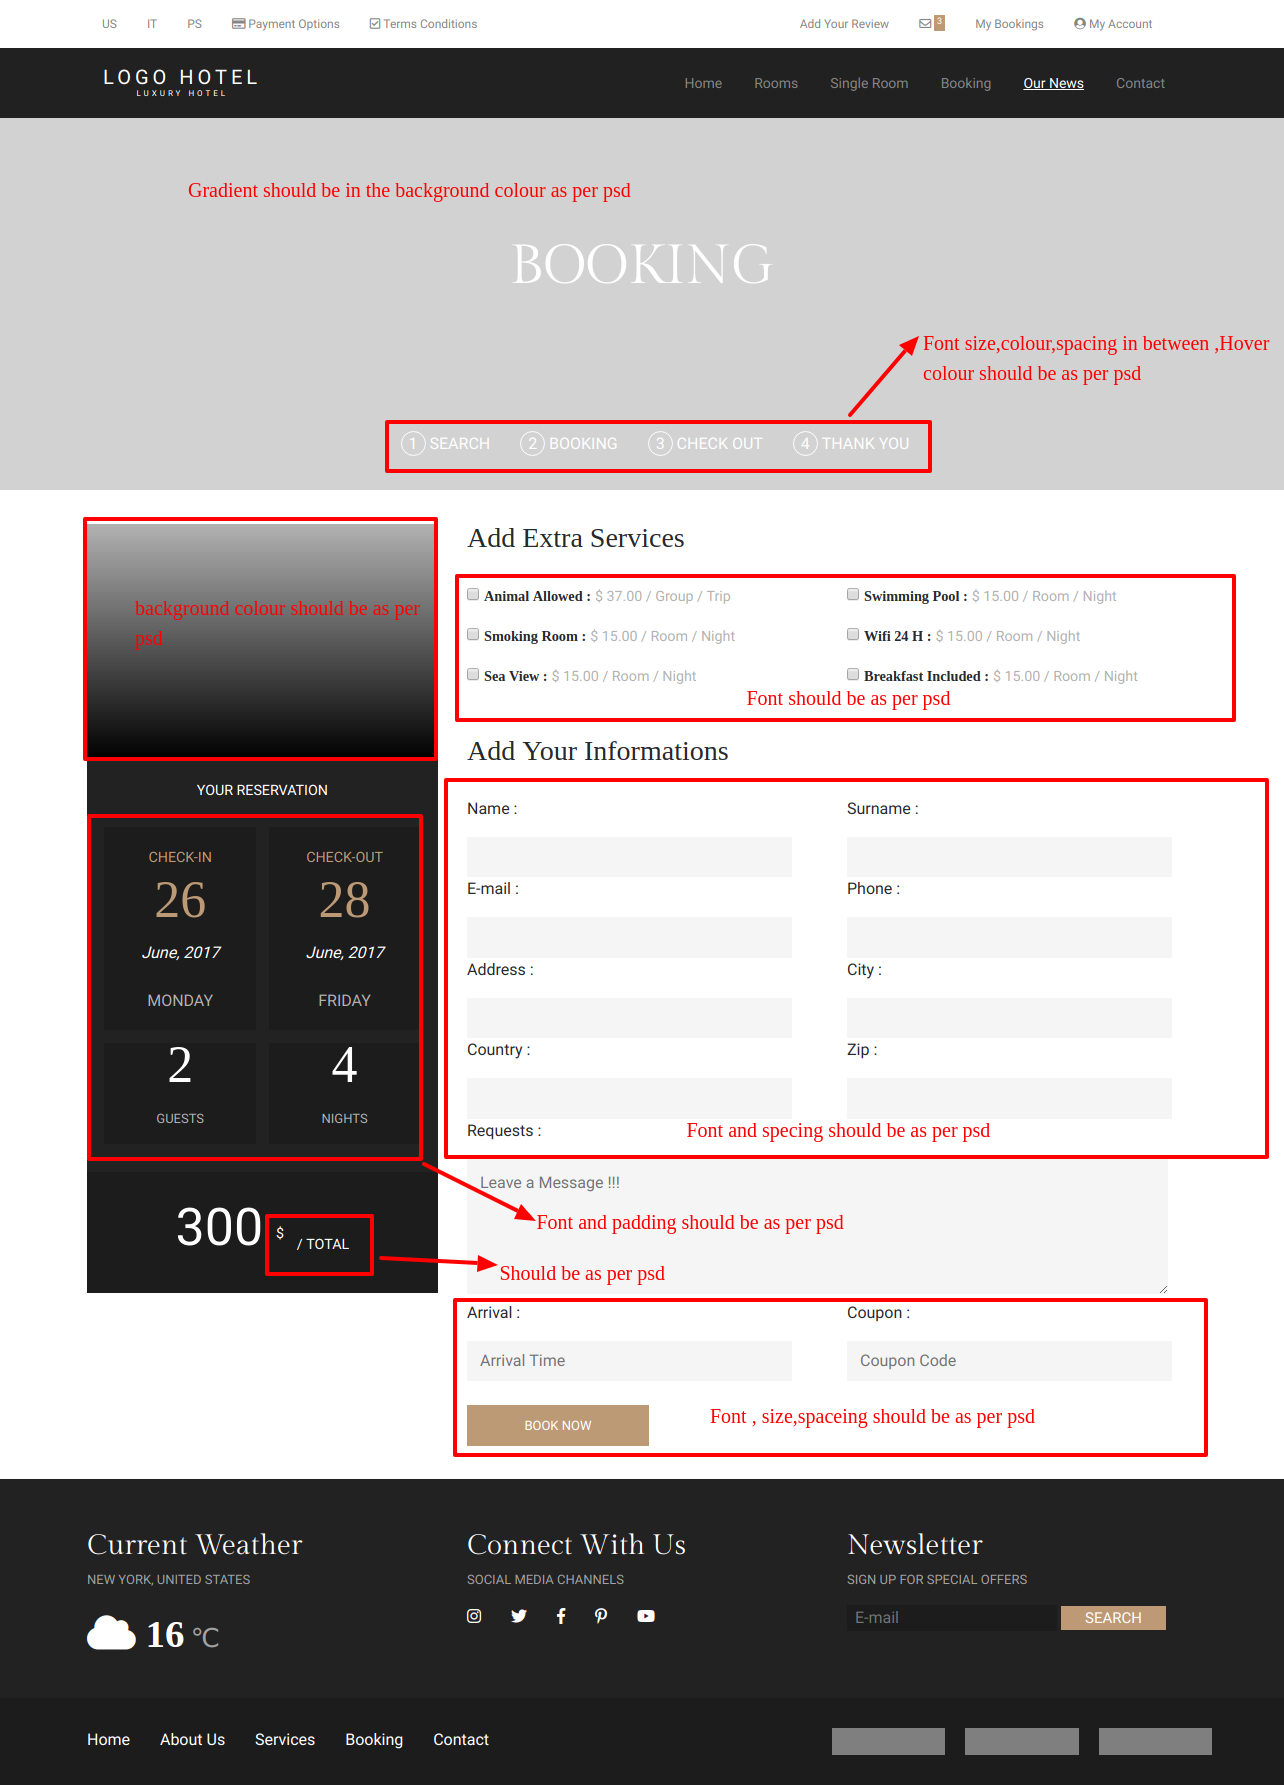 US IT PS Payment Options Terms Conditions Add Your Review 3 My Bookings My Account
LOGO HOTEL
LUXURY HOTEL
Home Rooms Single Room Booking Our News Contact
Gradient should be in the background colour as per psd
BOOKING
Font size,colour,spacing in between ,Hover
colour should be as per psd
1 SEARCH 2 BOOKING 3 CHECK OUT 4 THANK YOU
background colour should be as per
psd
YOUR RESERVATION
CHECK-IN CHECK-OUT
26 28
June, 2017 June, 2017
MONDAY FRIDAY
2 4
GUESTS NIGHTS
300 $ / TOTAL
Add Extra Services
Animal Allowed : $ 37.00 / Group / Trip Swimming Pool : $ 15.00 / Room / Night
Smoking Room : $ 15.00 / Room / Night Wifi 24 H : $ 15.00 / Room / Night
Sea View : $ 15.00 / Room / Night Breakfast Included : $ 15.00 / Room / Night
Font should be as per psd
Add Your Informations
Name : Surname :
E-mail : Phone :
Address : City :
Country : Zip :
Requests : Font and specing should be as per psd
Leave a Message !!!
Font and padding should be as per psd
Should be as per psd
Arrival : Coupon :
Arrival Time Coupon Code
BOOK NOW Font , size,spaceing should be as per psd
Current Weather Connect With Us Newsletter
NEW YORK, UNITED STATES SOCIAL MEDIA CHANNELS SIGN UP FOR SPECIAL OFFERS
16 °C E-mail SEARCH
Home About Us Services Booking Contact